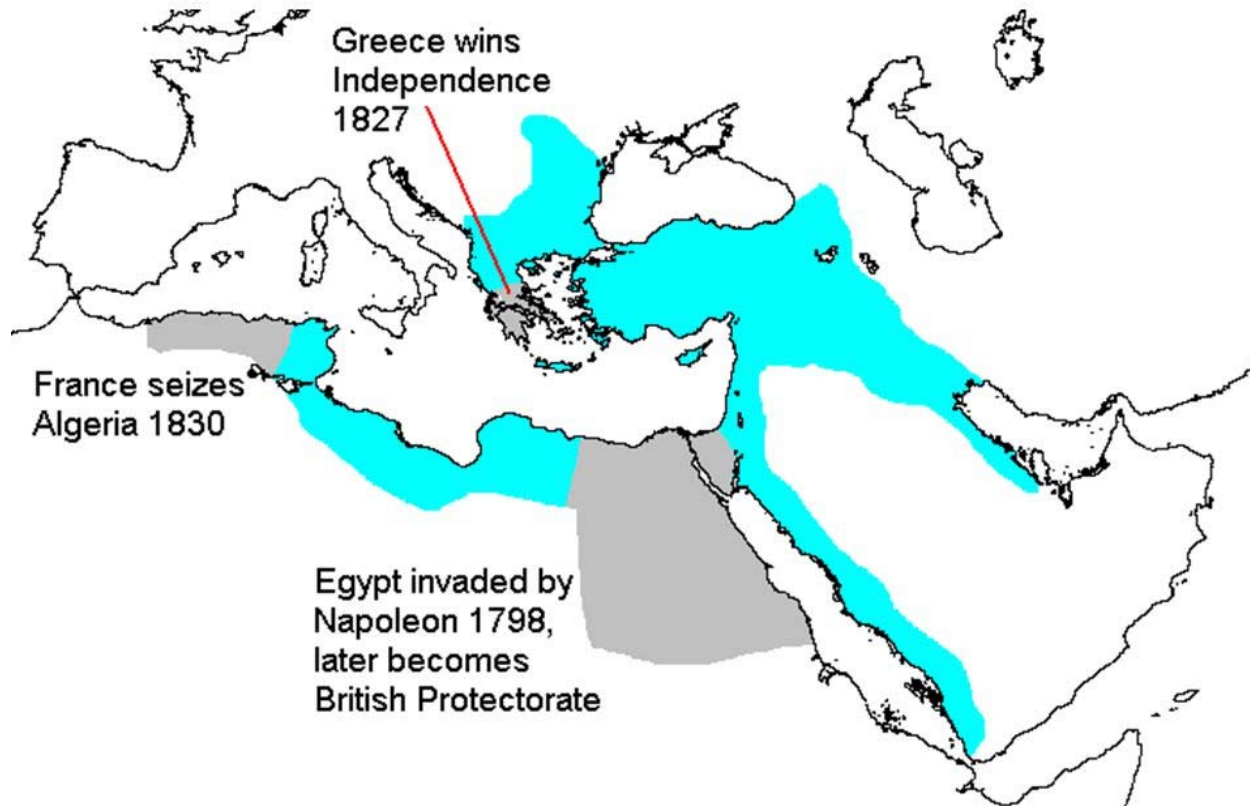 Greece wins
Independence
1827
France seizes
Algeria 1830
Egypt invaded by
Napoleon 1798,
later becomes
British Protectorate